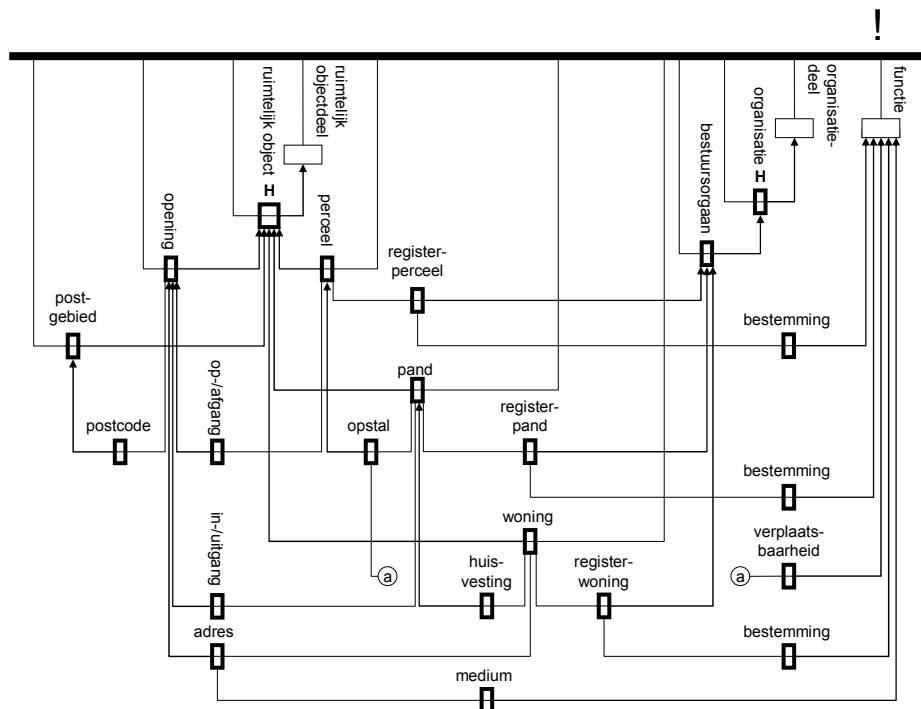 !
ruimtelijk
objectdeel
organisatie-
deel
functie
ruimtelijk object
H
organisatie
H
bestuursorgaan
opening
perceel
register-
perceel
post-
gebied
bestemming
op-/afgang
pand
postcode
opstal
register-
pand
bestemming
in-/uitgang
woning
verplaats-
baarheid
huis-
vesting
register-
woning
a
a
adres
bestemming
medium